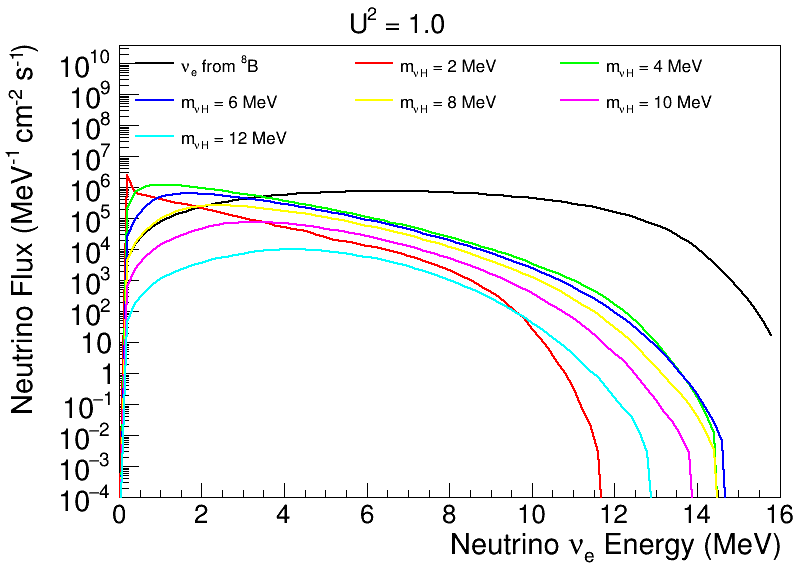 U² = 1.0
Neutrino Flux (MeV⁻¹ cm⁻² s⁻¹)
10¹⁰
10⁹
10⁸
10⁷
10⁶
10⁵
10⁴
10³
10²
10
1
10⁻¹
10⁻²
10⁻³
10⁻⁴
νₑ from ⁸B
m_νH = 2 MeV
m_νH = 4 MeV
m_νH = 6 MeV
m_νH = 8 MeV
m_νH = 10 MeV
m_νH = 12 MeV
0 2 4 6 8 10 12 14 16
Neutrino νₑ Energy (MeV)